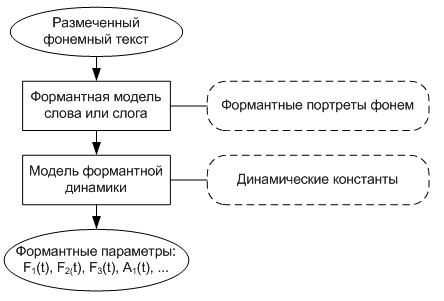 Размеченный
фонемный текст
Формантная модель
слова или слога
Формантные портреты фонем
Модель формантной
динамики
Динамические константы
Формантные параметры:
F₁(t), F₂(t), F₃(t), A₁(t), ...